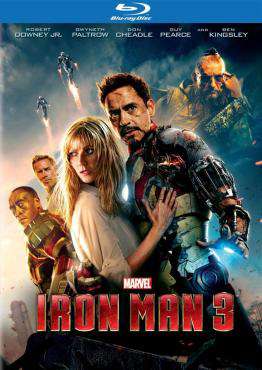 Blu-ray Disc
ROBERT DOWNEY JR.
GWYNETH PALTROW
DON CHEADLE
GUY PEARCE
AND BEN KINGSLEY
MARVEL
IRON MAN 3